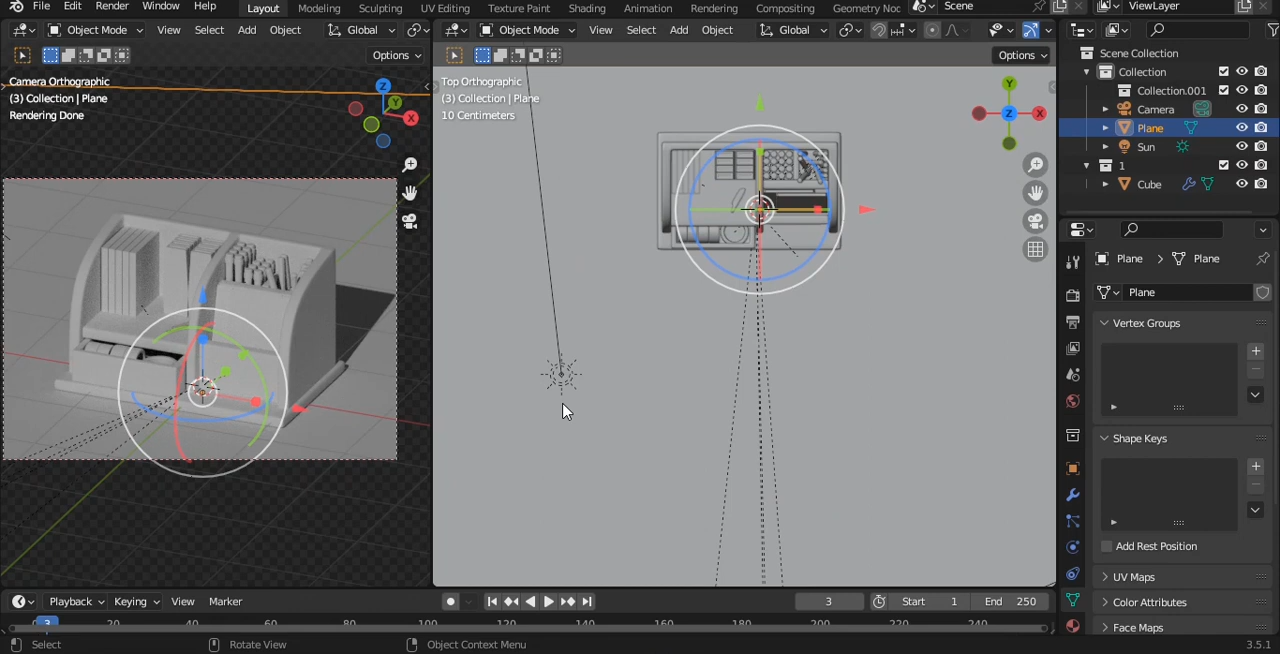 File Edit Render Window Help Layout Modeling Sculpting UV Editing Texture Paint Shading Animation Rendering Compositing Geometry Noc Scene ViewLayer
Object Mode View Select Add Object Global
Object Mode View Select Add Object Global
Options
Options
Camera Orthographic
(3) Collection | Plane
Rendering Done
Z
Y
X
Top Orthographic
(3) Collection | Plane
10 Centimeters
Y
Z
X
Scene Collection
Collection
Collection.001
Camera
Plane
Sun
1
Cube
Plane > Plane
Plane
Vertex Groups
Shape Keys
Add Rest Position
UV Maps
Color Attributes
Face Maps
Playback Keying View Marker 3 Start 1 End 250
3 20 40 60 80 100 120 140 160 180 200 220 240
Select Rotate View Object Context Menu 3.5.1